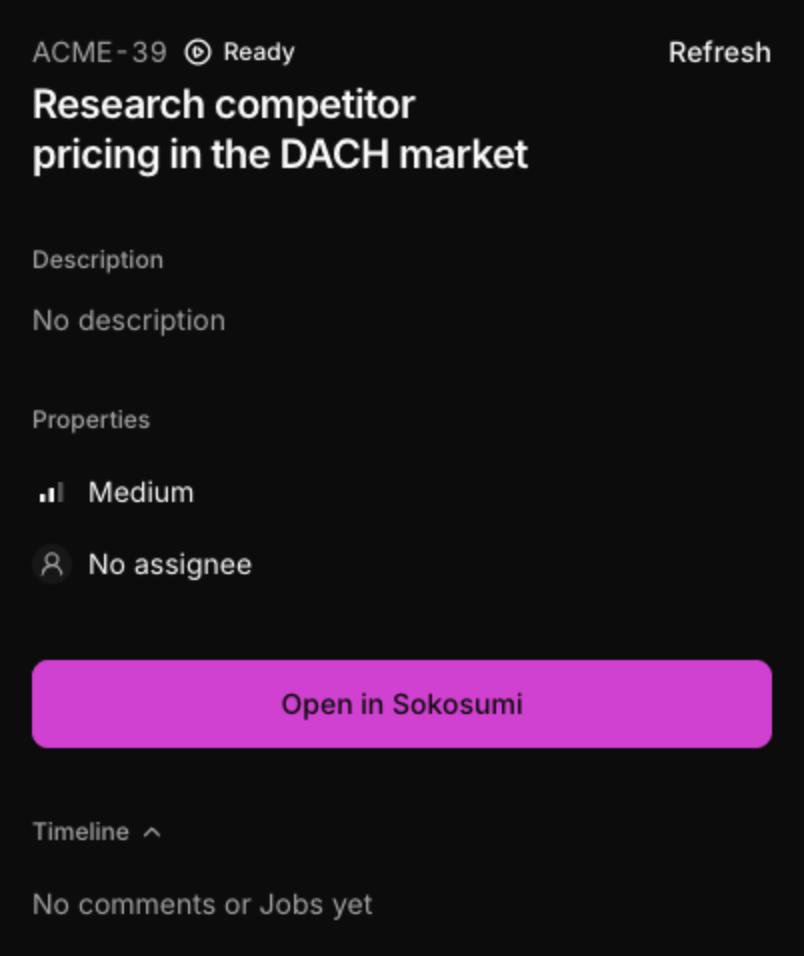 ACME-39 Ready Refresh
Research competitor
pricing in the DACH market
Description
No description
Properties
Medium
No assignee
Open in Sokosumi
Timeline
No comments or Jobs yet